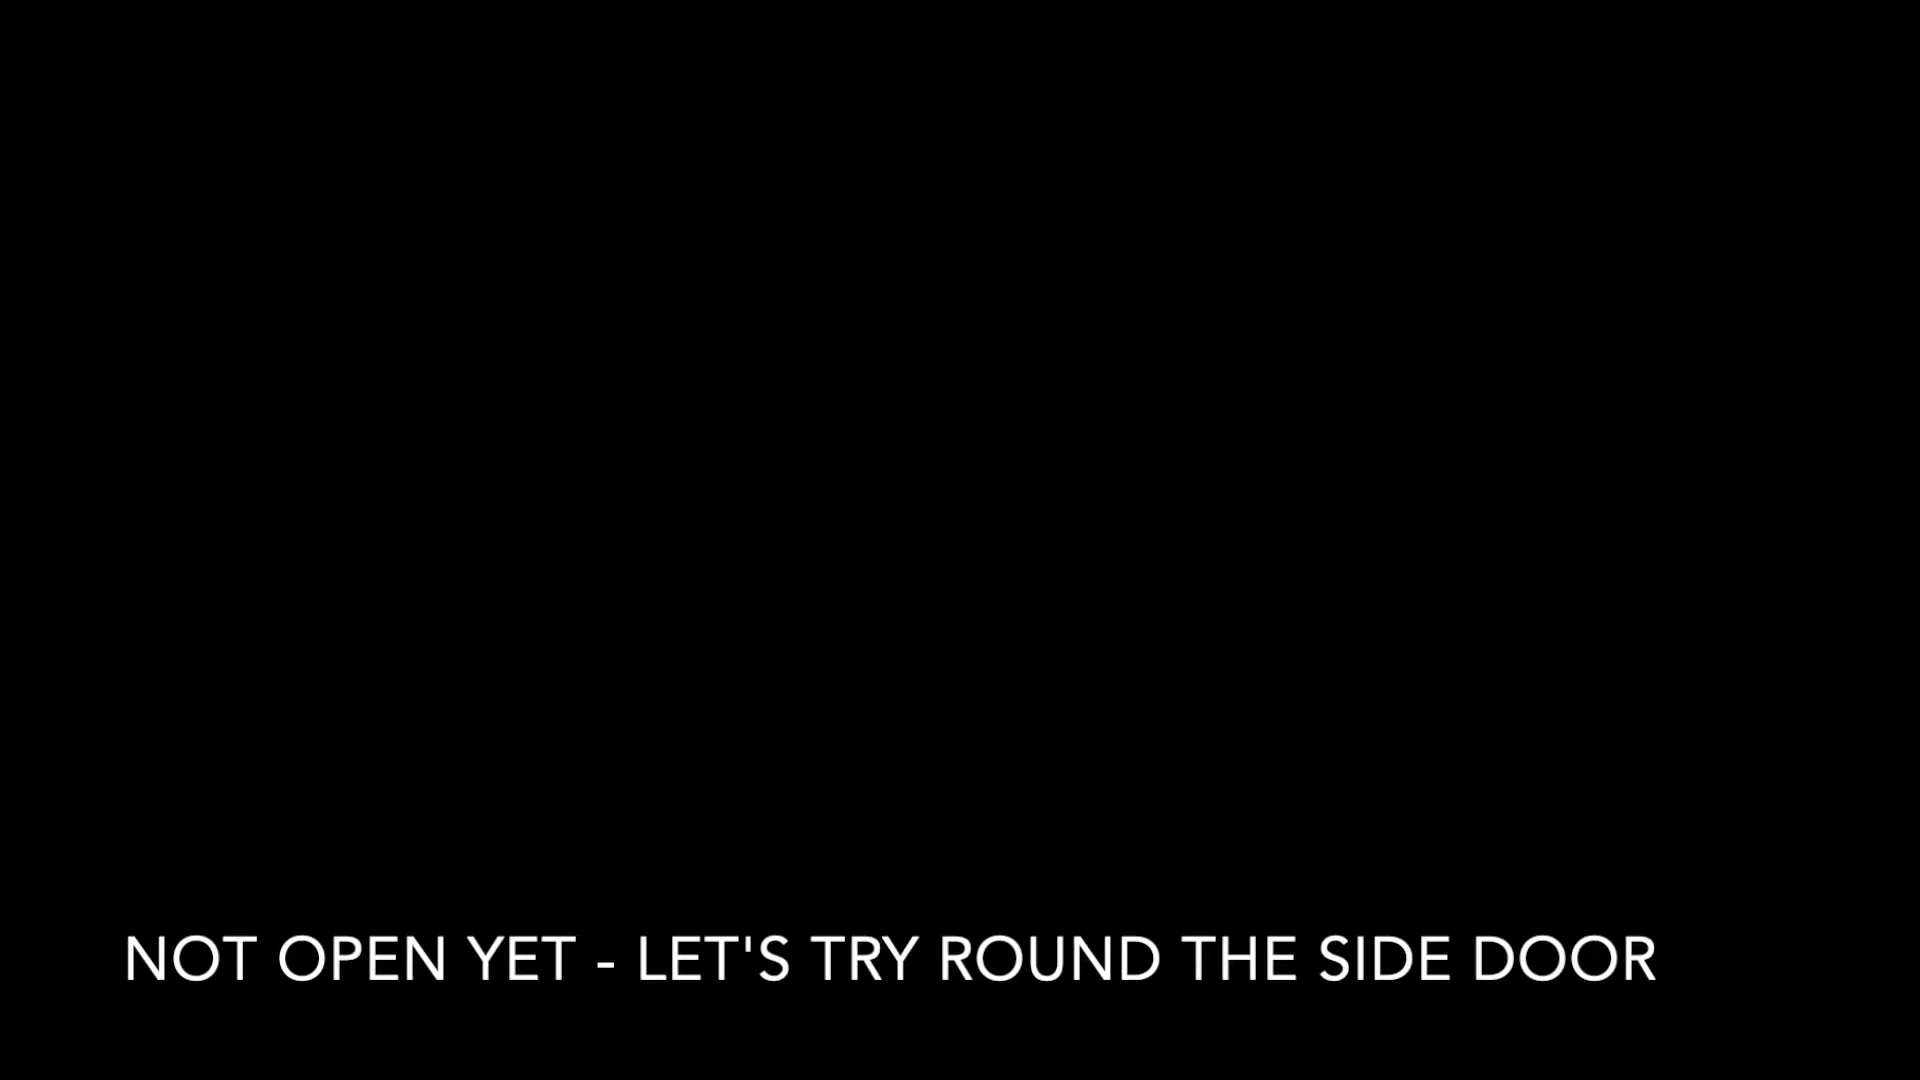 NOT OPEN YET - LET'S TRY ROUND THE SIDE DOOR